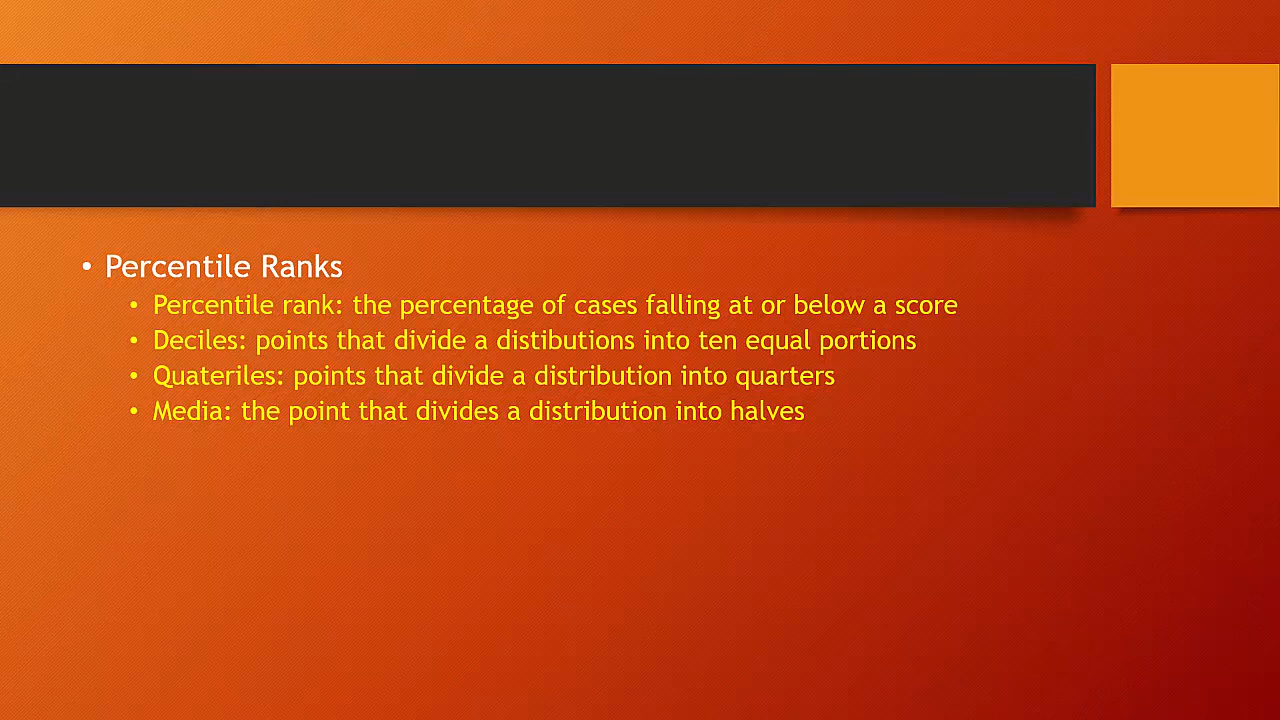 • Percentile Ranks
• Percentile rank: the percentage of cases falling at or below a score
• Deciles: points that divide a distibutions into ten equal portions
• Quateriles: points that divide a distribution into quarters
• Media: the point that divides a distribution into halves